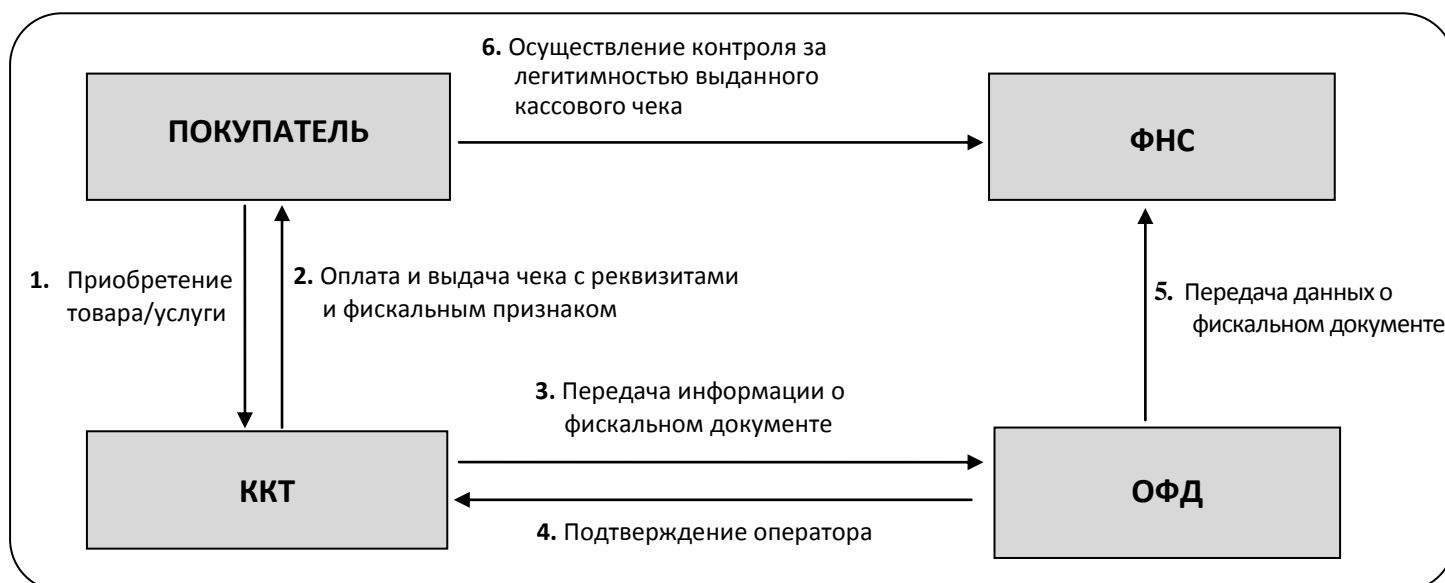 6. Осуществление контроля за
легитимностью выданного
кассового чека
ПОКУПАТЕЛЬ
ФНС
1. Приобретение
товара/услуги
2. Оплата и выдача чека с реквизитами
и фискальным признаком
5. Передача данных о
фискальном документе
3. Передача информации о
фискальном документе
ККТ
ОФД
4. Подтверждение оператора